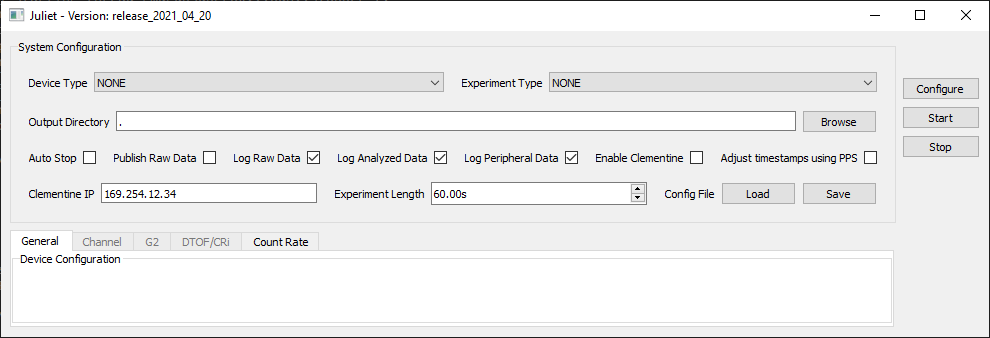 Juliet - Version: release_2021_04_20
System Configuration
Device Type NONE Experiment Type NONE Configure
Output Directory . Browse Start
Auto Stop Publish Raw Data Log Raw Data Log Analyzed Data Log Peripheral Data Enable Clementine Adjust timestamps using PPS Stop
Clementine IP 169.254.12.34 Experiment Length 60.00s Config File Load Save
General Channel G2 DTOF/CRi Count Rate
Device Configuration